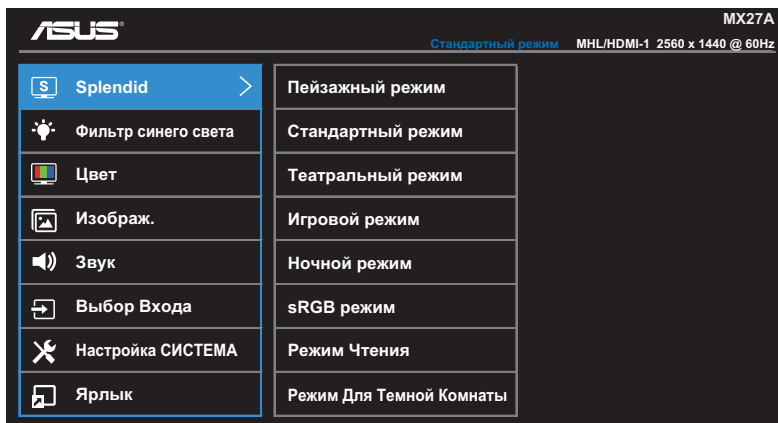 ASUS
MX27A
Стандартный режим MHL/HDMI-1 2560 x 1440 @ 60Hz
S Splendid
Фильтр синего света
Цвет
Изображ.
Звук
Выбор Входа
Настройка СИСТЕМА
Ярлык
Пейзажный режим
Стандартный режим
Театральный режим
Игровой режим
Ночной режим
sRGB режим
Режим Чтения
Режим Для Темной Комнаты